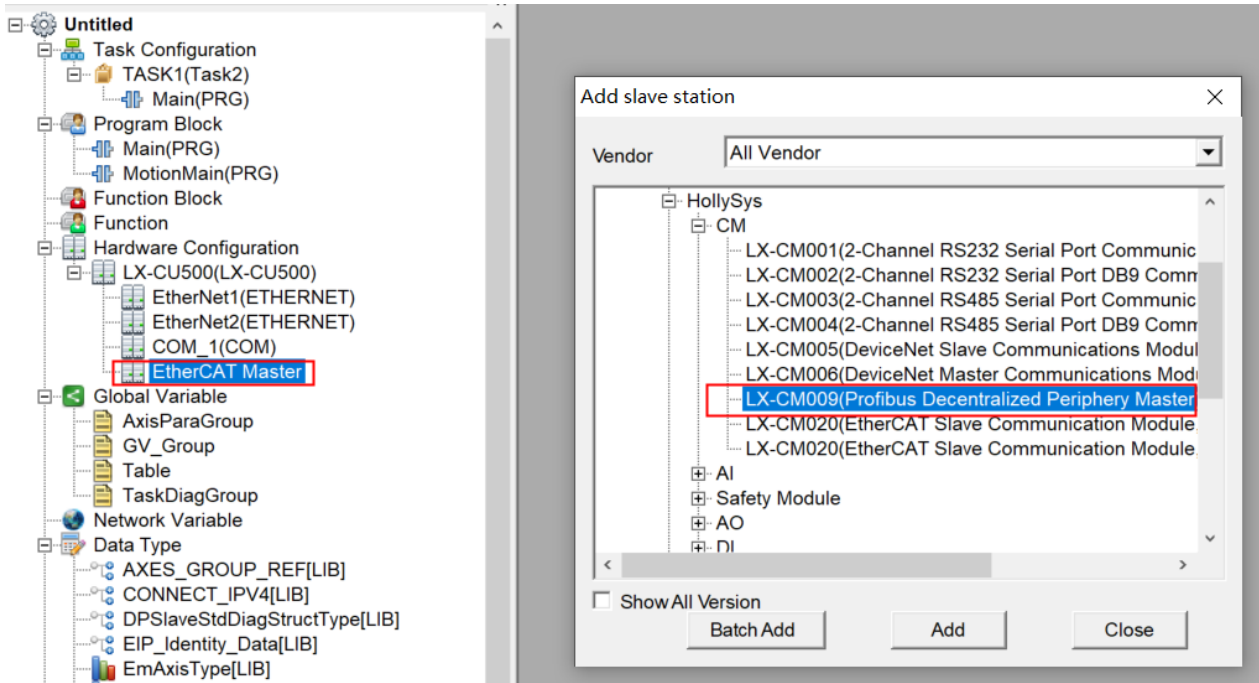 Untitled
Task Configuration
TASK1(Task2)
Main(PRG)
Program Block
Main(PRG)
MotionMain(PRG)
Function Block
Function
Hardware Configuration
LX-CU500(LX-CU500)
EtherNet1(ETHERNET)
EtherNet2(ETHERNET)
COM_1(COM)
EtherCAT Master
Global Variable
AxisParaGroup
GV_Group
Table
TaskDiagGroup
Network Variable
Data Type
AXES_GROUP_REF[LIB]
CONNECT_IPV4[LIB]
DPSlaveStdDiagStructType[LIB]
EIP_Identity_Data[LIB]
EmAxisType[LIB]
Add slave station
Vendor
All Vendor
HollySys
CM
LX-CM001(2-Channel RS232 Serial Port Communic
LX-CM002(2-Channel RS232 Serial Port DB9 Comm
LX-CM003(2-Channel RS485 Serial Port Communic
LX-CM004(2-Channel RS485 Serial Port DB9 Comm
LX-CM005(DeviceNet Slave Communications Modul
LX-CM006(DeviceNet Master Communications Modu
LX-CM009(Profibus Decentralized Periphery Master
LX-CM020(EtherCAT Slave Communication Module.
LX-CM020(EtherCAT Slave Communication Module.
AI
Safety Module
AO
DI
Show All Version
Batch Add
Add
Close